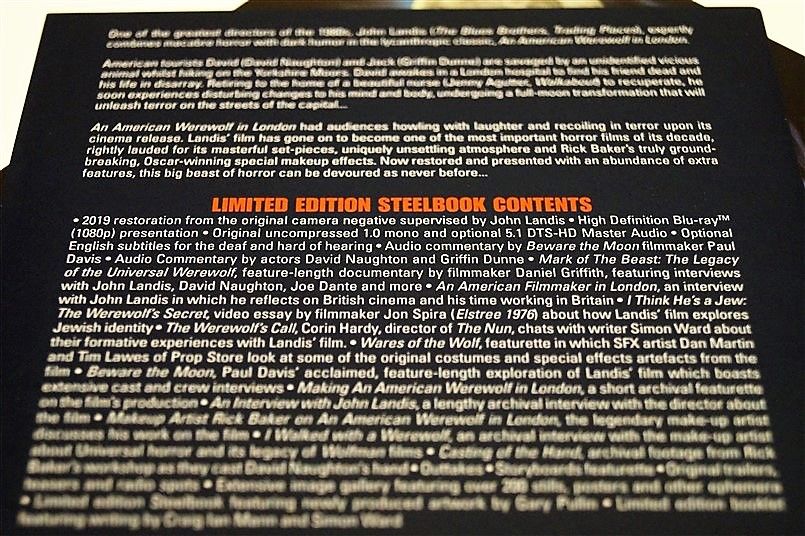 One of the greatest directors of the 1980s, John Landis (The Blues Brothers, Trading Places), expertly
combines macabre horror with dark humor in the lycanthropic classic, An American Werewolf in London.
American tourists David (David Naughton) and Jack (Griffin Dunne) are savaged by an unidentified vicious
animal whilst hiking on the Yorkshire Moors. David awakes in a London hospital to find his friend dead and
his life in disarray. Retiring to the home of a beautiful nurse (Jenny Agutter, Walkabout) to recuperate, he
soon experiences disturbing changes to his mind and body, undergoing a full-moon transformation that will
unleash terror on the streets of the capital...
An American Werewolf in London had audiences howling with laughter and recoiling in terror upon its
cinema release. Landis' film has gone on to become one of the most important horror films of its decade,
rightly lauded for its masterful set-pieces, uniquely unsettling atmosphere and Rick Baker's truly ground-
breaking, Oscar-winning special makeup effects. Now restored and presented with an abundance of extra
features, this big beast of horror can be devoured as never before...
LIMITED EDITION STEELBOOK CONTENTS
• 2019 restoration from the original camera negative supervised by John Landis • High Definition Blu-ray™
(1080p) presentation • Original uncompressed 1.0 mono and optional 5.1 DTS-HD Master Audio • Optional
English subtitles for the deaf and hard of hearing • Audio commentary by Beware the Moon filmmaker Paul
Davis • Audio Commentary by actors David Naughton and Griffin Dunne • Mark of The Beast: The Legacy
of the Universal Werewolf, feature-length documentary by filmmaker Daniel Griffith, featuring interviews
with John Landis, David Naughton, Joe Dante and more • An American Filmmaker in London, an interview
with John Landis in which he reflects on British cinema and his time working in Britain • I Think He's a Jew:
The Werewolf's Secret, video essay by filmmaker Jon Spira (Elstree 1976) about how Landis' film explores
Jewish identity • The Werewolf's Call, Corin Hardy, director of The Nun, chats with writer Simon Ward about
their formative experiences with Landis' film. • Wares of the Wolf, featurette in which SFX artist Dan Martin
and Tim Lawes of Prop Store look at some of the original costumes and special effects artefacts from the
film • Beware the Moon, Paul Davis' acclaimed, feature-length exploration of Landis' film which boasts
extensive cast and crew interviews • Making An American Werewolf in London, a short archival featurette
on the film's production • An Interview with John Landis, a lengthy archival interview with the director about
the film • Makeup Artist Rick Baker on An American Werewolf in London, the legendary make-up artist
discusses his work on the film • I Walked with a Werewolf, an archival interview with the make-up artist
about Universal horror and its legacy of Wolfman films • Casting of the Hand, archival footage from Rick
Baker's workshop as they cast David Naughton's hand • Outtakes • Storyboards featurette • Original trailers,
teasers and radio spots • Extensive image gallery featuring over 200 stills, posters and other ephemera
• Limited edition Steelbook featuring newly produced artwork by Gary Pullin • Limited edition booklet
featuring writing by Craig Ian Mann and Simon Ward